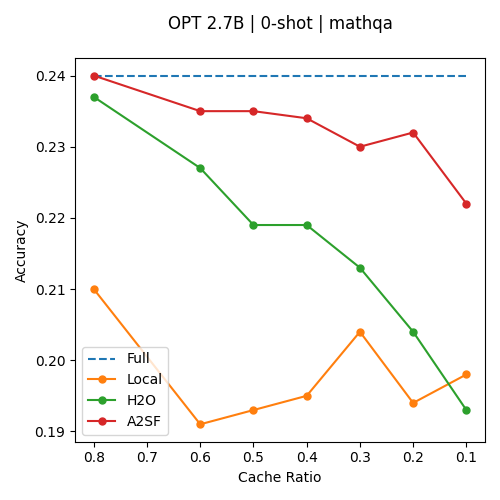 OPT 2.7B | 0-shot | mathqa
0.24
0.23
0.22
0.21
0.20
0.19
Accuracy
Full
Local
H2O
A2SF
0.8 0.7 0.6 0.5 0.4 0.3 0.2 0.1
Cache Ratio